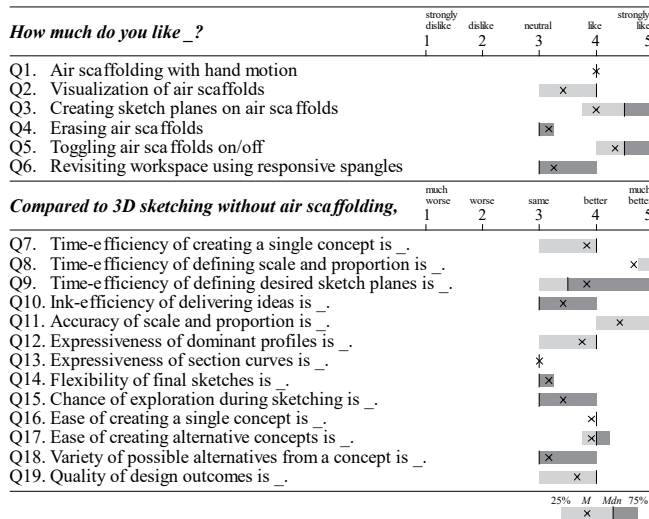 How much do you like _?
strongly dislike 1
dislike 2
neutral 3
like 4
strongly like 5
Q1. Air scaffolding with hand motion
Q2. Visualization of air scaffolds
Q3. Creating sketch planes on air scaffolds
Q4. Erasing air scaffolds
Q5. Toggling air scaffolds on/off
Q6. Revisiting workspace using responsive spangles
Compared to 3D sketching without air scaffolding,
much worse 1
worse 2
same 3
better 4
much better 5
Q7. Time-efficiency of creating a single concept is _.
Q8. Time-efficiency of defining scale and proportion is _.
Q9. Time-efficiency of defining desired sketch planes is _.
Q10. Ink-efficiency of delivering ideas is _.
Q11. Accuracy of scale and proportion is _.
Q12. Expressiveness of dominant profiles is _.
Q13. Expressiveness of section curves is _.
Q14. Flexibility of final sketches is _.
Q15. Chance of exploration during sketching is _.
Q16. Ease of creating a single concept is _.
Q17. Ease of creating alternative concepts is _.
Q18. Variety of possible alternatives from a concept is _.
Q19. Quality of design outcomes is _.
25% M Mdn 75%